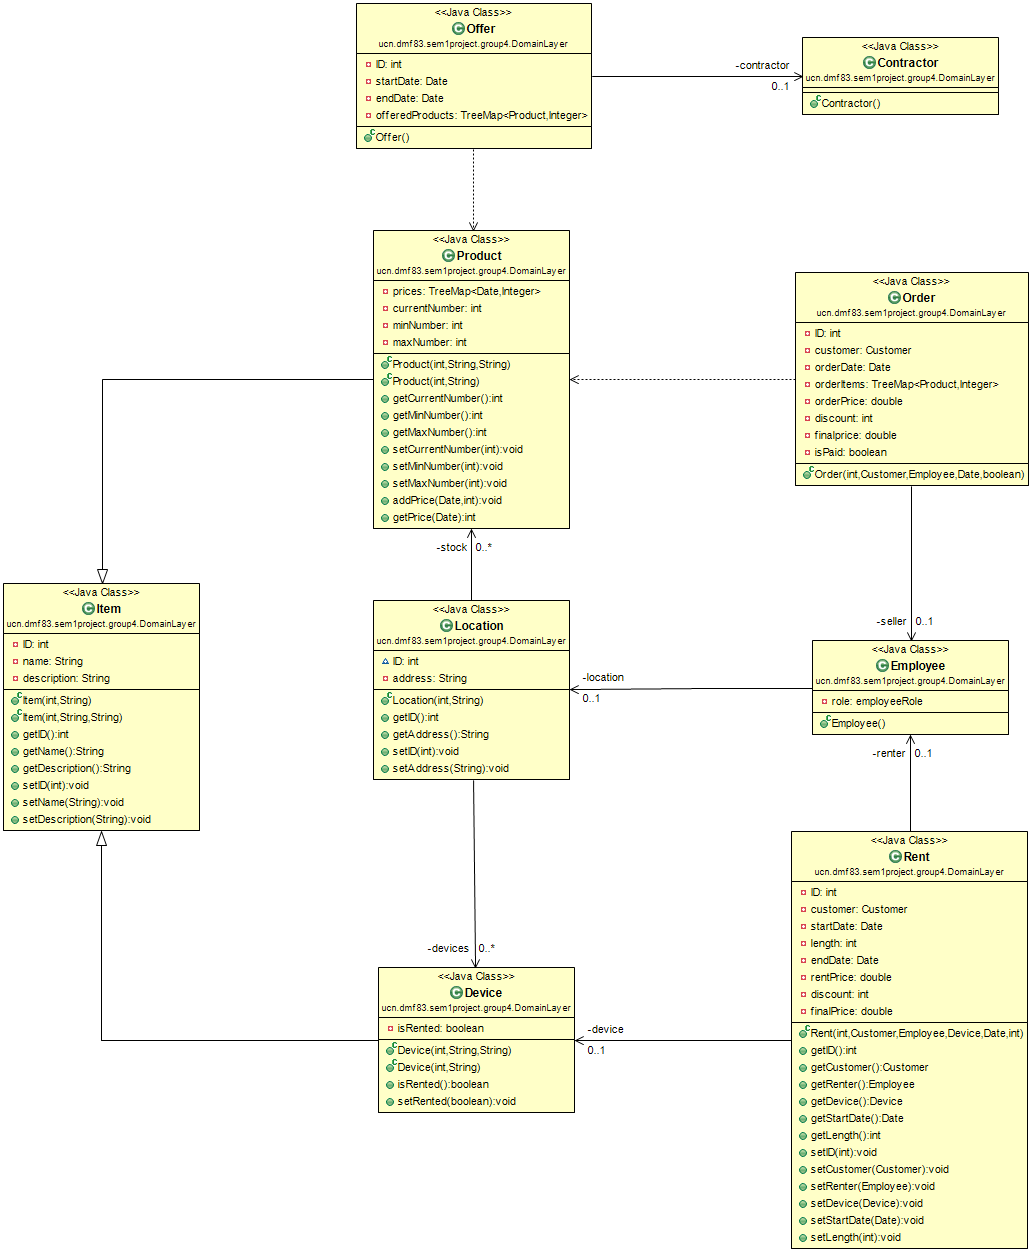 <<Java Class>>
Offer
ucn.dmf83.sem1project.group4.DomainLayer
ID: int
startDate: Date
endDate: Date
offeredProducts: TreeMap<Product,Integer>
Offer()
-contractor
0..1
<<Java Class>>
Contractor
ucn.dmf83.sem1project.group4.DomainLayer
Contractor()
<<Java Class>>
Product
ucn.dmf83.sem1project.group4.DomainLayer
prices: TreeMap<Date,Integer>
currentNumber: int
minNumber: int
maxNumber: int
Product(int,String,String)
Product(int,String)
getCurrentNumber():int
getMinNumber():int
getMaxNumber():int
setCurrentNumber(int):void
setMinNumber(int):void
setMaxNumber(int):void
addPrice(Date,int):void
getPrice(Date):int
<<Java Class>>
Order
ucn.dmf83.sem1project.group4.DomainLayer
ID: int
customer: Customer
orderDate: Date
orderItems: TreeMap<Product,Integer>
orderPrice: double
discount: int
finalprice: double
isPaid: boolean
Order(int,Customer,Employee,Date,boolean)
-stock 0..*
-seller 0..1
<<Java Class>>
Item
ucn.dmf83.sem1project.group4.DomainLayer
ID: int
name: String
description: String
Item(int,String)
Item(int,String,String)
getID():int
getName():String
getDescription():String
setID(int):void
setName(String):void
setDescription(String):void
<<Java Class>>
Location
ucn.dmf83.sem1project.group4.DomainLayer
ID: int
address: String
Location(int,String)
getID():int
getAddress():String
setID(int):void
setAddress(String):void
-location
0..1
<<Java Class>>
Employee
ucn.dmf83.sem1project.group4.DomainLayer
role: employeeRole
Employee()
-renter 0..1
-devices 0..*
<<Java Class>>
Device
ucn.dmf83.sem1project.group4.DomainLayer
isRented: boolean
Device(int,String,String)
Device(int,String)
isRented():boolean
setRented(boolean):void
-device
0..1
<<Java Class>>
Rent
ucn.dmf83.sem1project.group4.DomainLayer
ID: int
customer: Customer
startDate: Date
length: int
endDate: Date
rentPrice: double
discount: int
finalPrice: double
Rent(int,Customer,Employee,Device,Date,int)
getID():int
getCustomer():Customer
getRenter():Employee
getDevice():Device
getStartDate():Date
getLength():int
setID(int):void
setCustomer(Customer):void
setRenter(Employee):void
setDevice(Device):void
setStartDate(Date):void
setLength(int):void